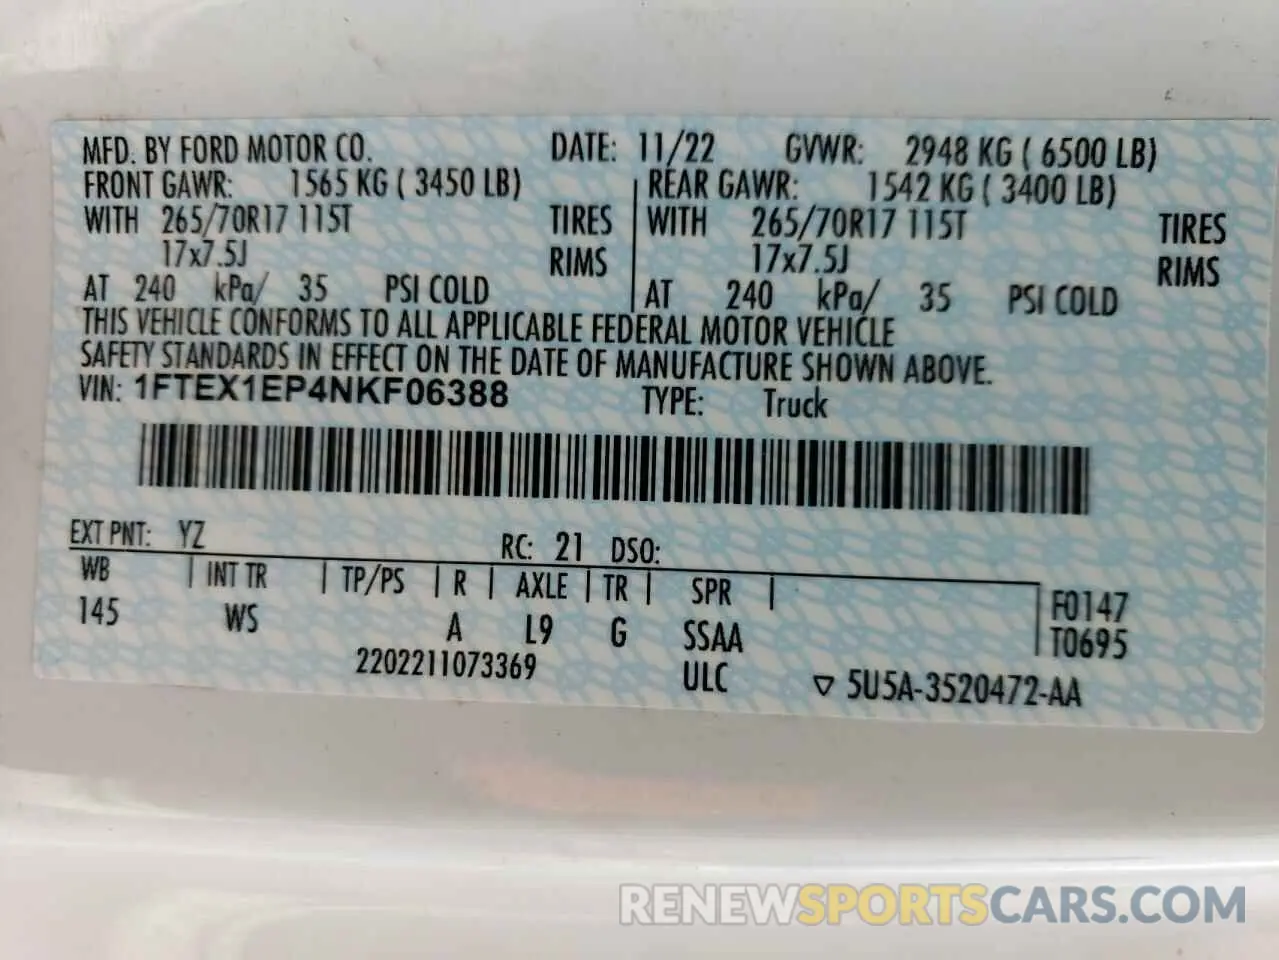 MFD. BY FORD MOTOR CO. DATE: 11/22 GVWR: 2948 KG ( 6500 LB)
FRONT GAWR: 1565 KG ( 3450 LB) REAR GAWR: 1542 KG ( 3400 LB)
WITH 265/70R17 115T TIRES WITH 265/70R17 115T TIRES
17x7.5J RIMS 17x7.5J RIMS
AT 240 kPa/ 35 PSI COLD AT 240 kPa/ 35 PSI COLD
THIS VEHICLE CONFORMS TO ALL APPLICABLE FEDERAL MOTOR VEHICLE
SAFETY STANDARDS IN EFFECT ON THE DATE OF MANUFACTURE SHOWN ABOVE.
VIN: 1FTEX1EP4NKF06388 TYPE: Truck
EXT PNT: YZ RC: 21 DSO:
WB INT TR TP/PS R AXLE TR SPR F0147
145 WS A L9 G SSAA T0695
2202211073369 ULC 5U5A-3520472-AA
RENEWSPORTSCARS.COM